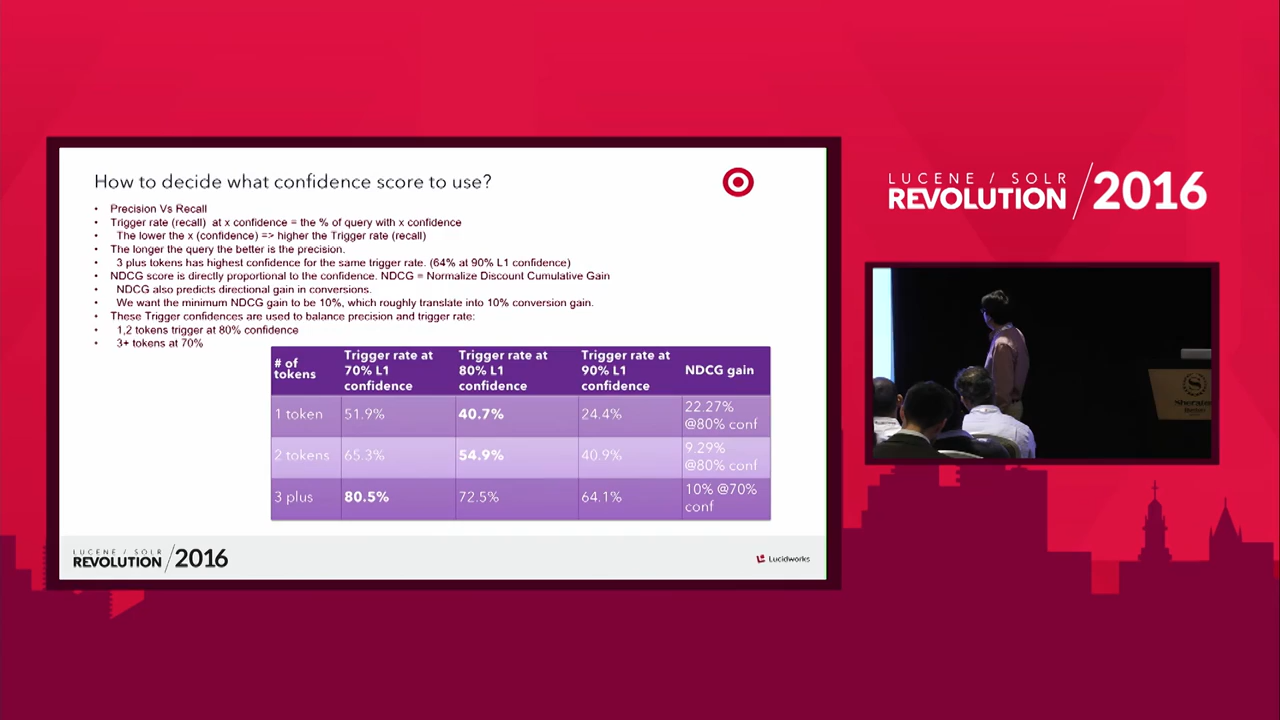 How to decide what confidence score to use?
• Precision Vs Recall
• Trigger rate (recall) at x confidence = the % of query with x confidence
• The lower the x (confidence) => higher the Trigger rate (recall)
• The longer the query the better is the precision.
• 3 plus tokens has highest confidence for the same trigger rate. (64% at 90% L1 confidence)
• NDCG score is directly proportional to the confidence. NDCG = Normalize Discount Cumulative Gain
• NDCG also predicts directional gain in conversions.
• We want the minimum NDCG gain to be 10%, which roughly translate into 10% conversion gain.
• These Trigger confidences are used to balance precision and trigger rate:
• 1,2 tokens trigger at 80% confidence
• 3+ tokens at 70%
# of tokens Trigger rate at 70% L1 confidence Trigger rate at 80% L1 confidence Trigger rate at 90% L1 confidence NDCG gain
1 token 51.9% 40.7% 24.4% 22.27% @80% conf
2 tokens 65.3% 54.9% 40.9% 9.29% @80% conf
3 plus 80.5% 72.5% 64.1% 10% @70% conf
LUCENE / SOLR
REVOLUTION /2016
Lucidworks
LUCENE / SOLR
REVOLUTION /2016
Sheraton
Boston